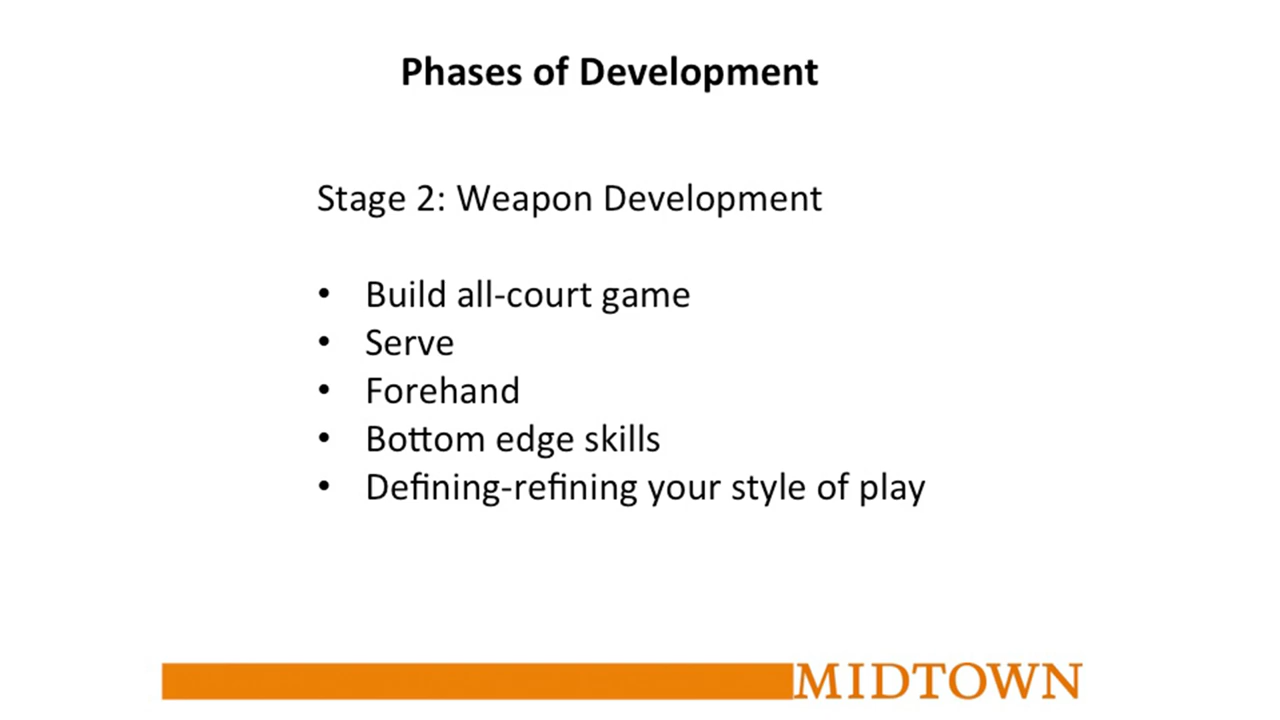 Phases of Development
Stage 2: Weapon Development
• Build all-court game
• Serve
• Forehand
• Bottom edge skills
• Defining-refining your style of play
MIDTOWN